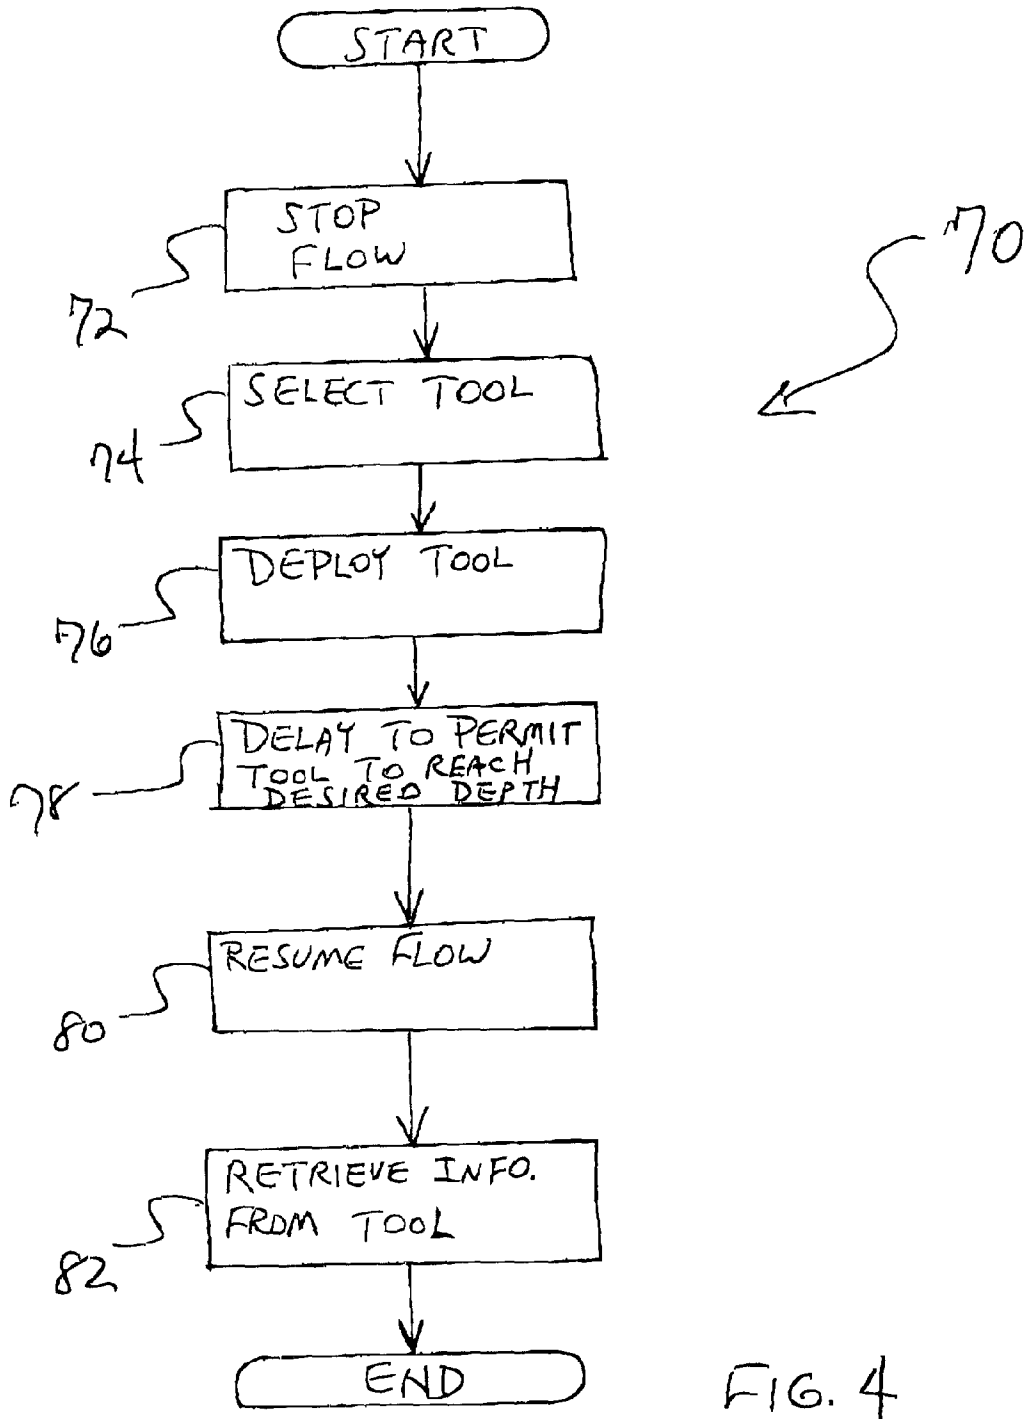 START
STOP
FLOW
70
72
SELECT TOOL
74
DEPLOY TOOL
76
DELAY TO PERMIT
TOOL TO REACH
DESIRED DEPTH
78
RESUME FLOW
80
RETRIEVE INFO.
FROM TOOL
82
END
FIG. 4